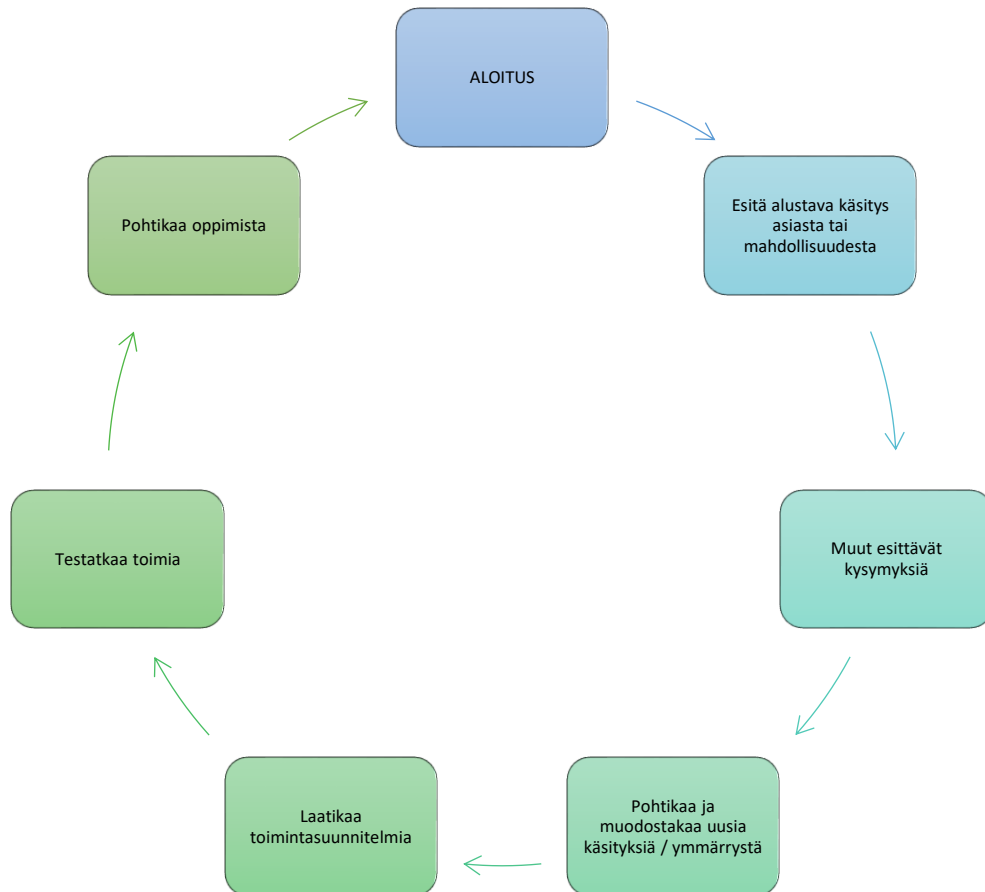 ALOITUS
Esitä alustava käsitys
asiasta tai
mahdollisuudesta
Muut esittävät
kysymyksiä
Pohtikaa ja
muodostakaa uusia
käsityksiä / ymmärrystä
Laatikaa
toimintasuunnitelmia
Testatkaa toimia
Pohtikaa oppimista